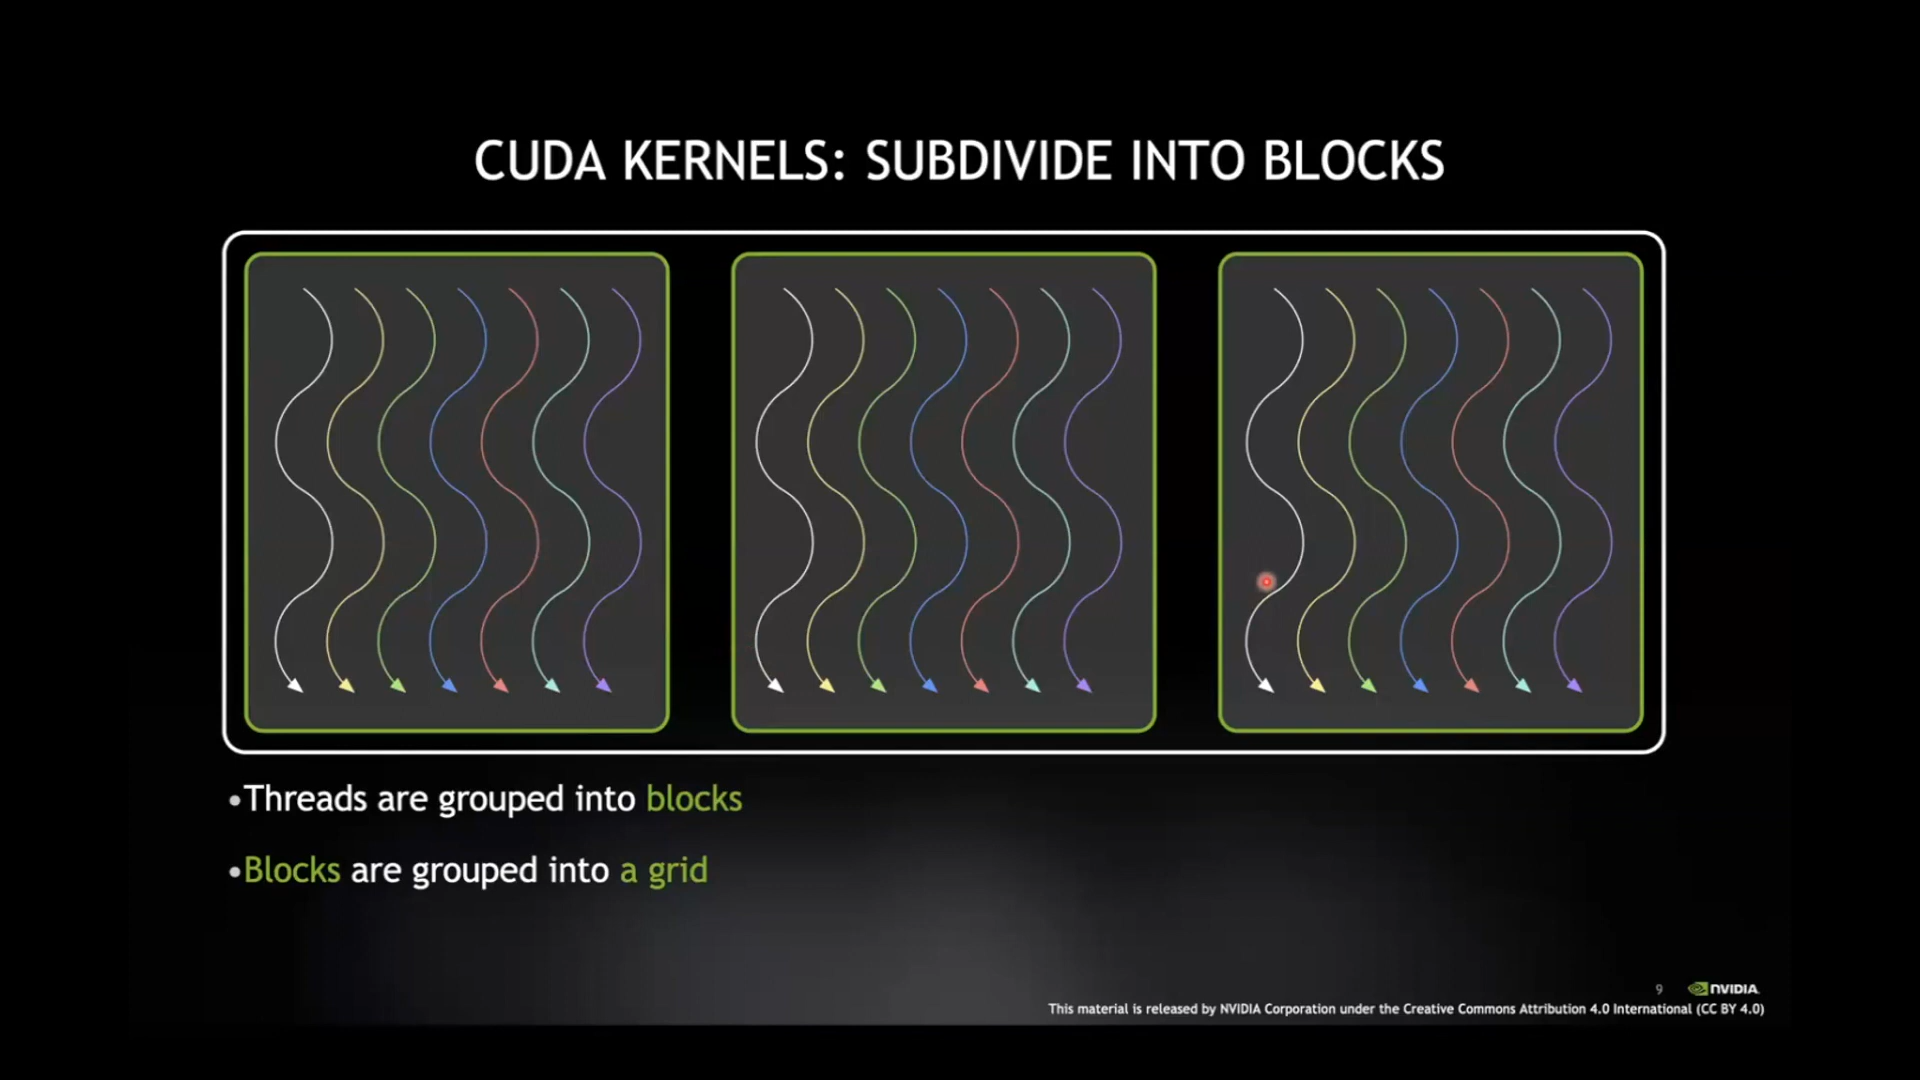 CUDA KERNELS: SUBDIVIDE INTO BLOCKS
•Threads are grouped into blocks
•Blocks are grouped into a grid
9 NVIDIA.
This material is released by NVIDIA Corporation under the Creative Commons Attribution 4.0 International (CC BY 4.0)